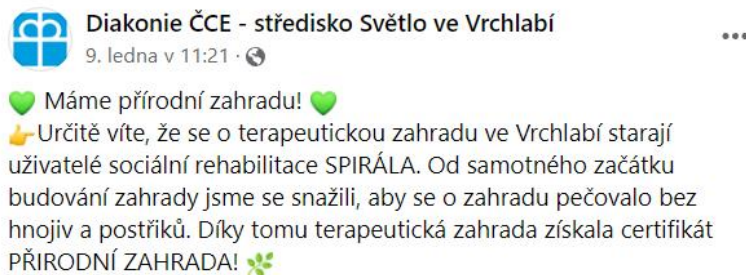 Diakonie ČCE - středisko Světlo ve Vrchlabí
9. ledna v 11:21 ·
💚 Máme přírodní zahradu! 💚
👉Určitě víte, že se o terapeutickou zahradu ve Vrchlabí starají
uživatelé sociální rehabilitace SPIRÁLA. Od samotného začátku
budování zahrady jsme se snažili, aby se o zahradu pečovalo bez
hnojiv a postřiků. Díky tomu terapeutická zahrada získala certifikát
PŘIRODNÍ ZAHRADA! 🌿